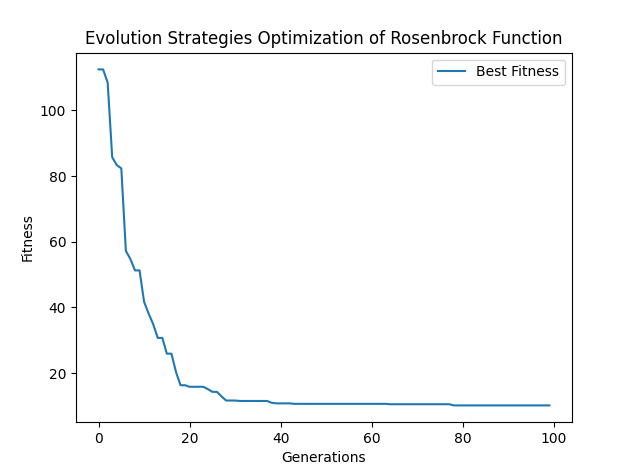 Evolution Strategies Optimization of Rosenbrock Function
Best Fitness
100
80
60
40
20
Fitness
0 20 40 60 80 100
Generations